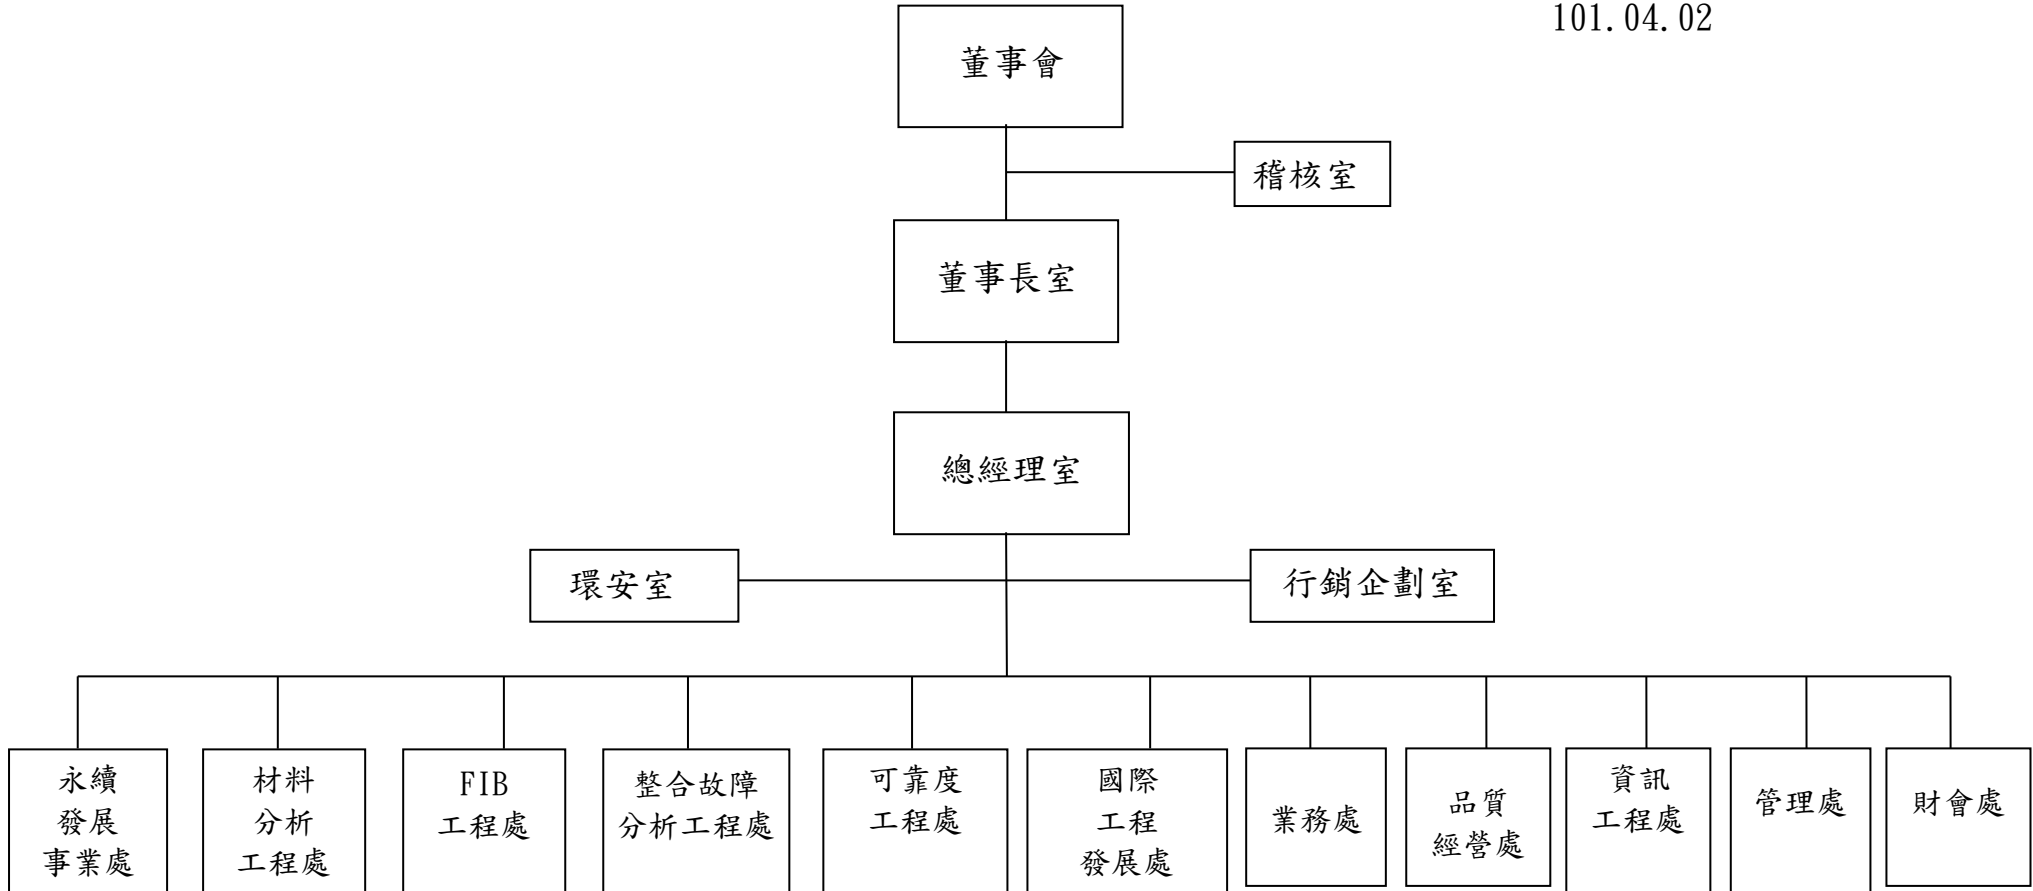 101.04.02
董事會
稽核室
董事長室
總經理室
環安室
行銷企劃室
永續
發展
事業處
材料
分析
工程處
FIB
工程處
整合故障
分析工程處
可靠度
工程處
國際
工程
發展處
業務處
品質
經營處
資訊
工程處
管理處
財會處